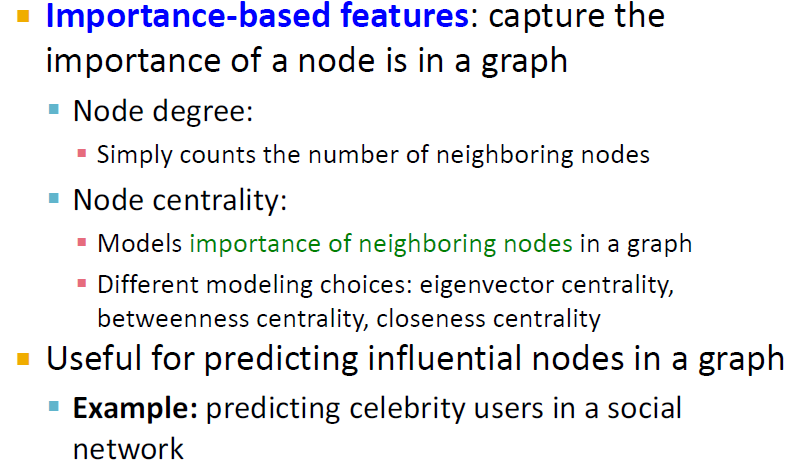 Importance-based features: capture the
importance of a node is in a graph
Node degree:
Simply counts the number of neighboring nodes
Node centrality:
Models importance of neighboring nodes in a graph
Different modeling choices: eigenvector centrality,
betweenness centrality, closeness centrality
Useful for predicting influential nodes in a graph
Example: predicting celebrity users in a social
network